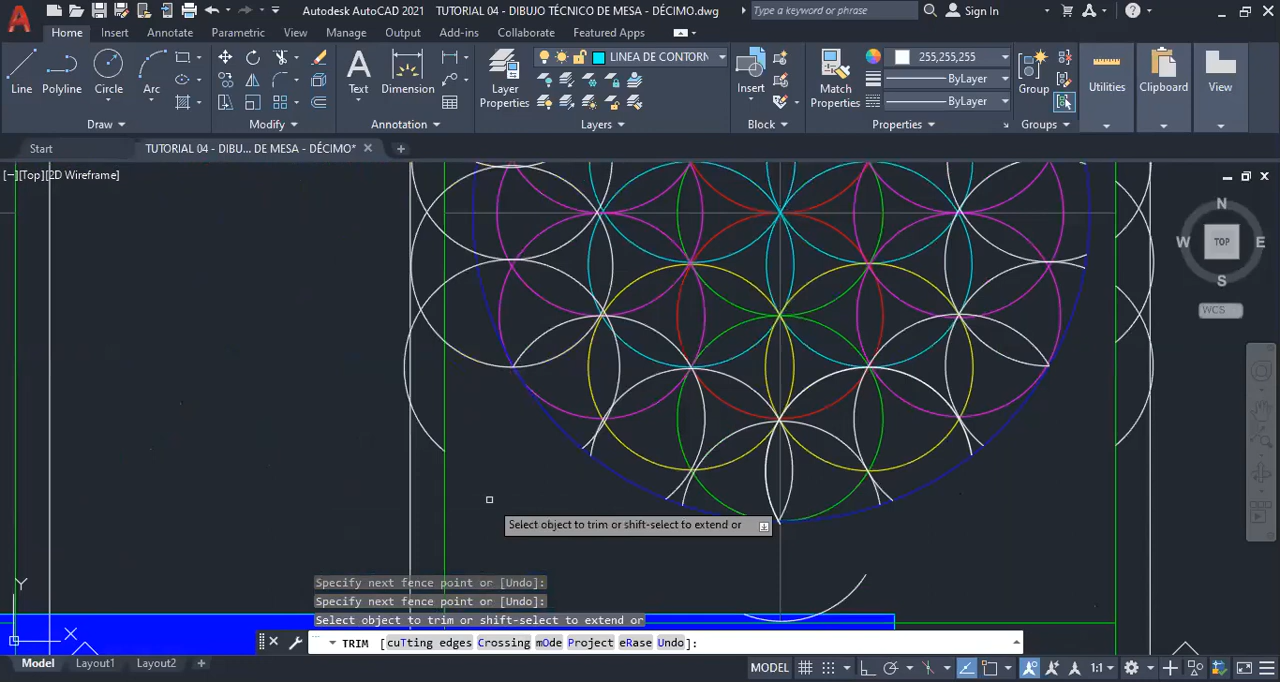 Autodesk AutoCAD 2021 TUTORIAL 04 - DIBUJO TÉCNICO DE MESA - DÉCIMO.dwg Type a keyword or phrase Sign In
Home Insert Annotate Parametric View Manage Output Add-ins Collaborate Featured Apps
LINEA DE CONTORN 255,255,255
ByLayer
ByLayer
Line Polyline Circle Arc Text Dimension Layer Properties Insert Match Properties Group Utilities Clipboard View
Draw Modify Annotation Layers Block Properties Groups
Start TUTORIAL 04 - DIBU... DE MESA - DÉCIMO*
[−][Top][2D Wireframe]
N
W TOP E
S
WCS
Select object to trim or shift-select to extend or
Y
X
Specify next fence point or [Undo]:
Specify next fence point or [Undo]:
Select object to trim or shift-select to extend or
TRIM [cuTting edges Crossing mOde Project eRase Undo]:
Model Layout1 Layout2 MODEL 1:1